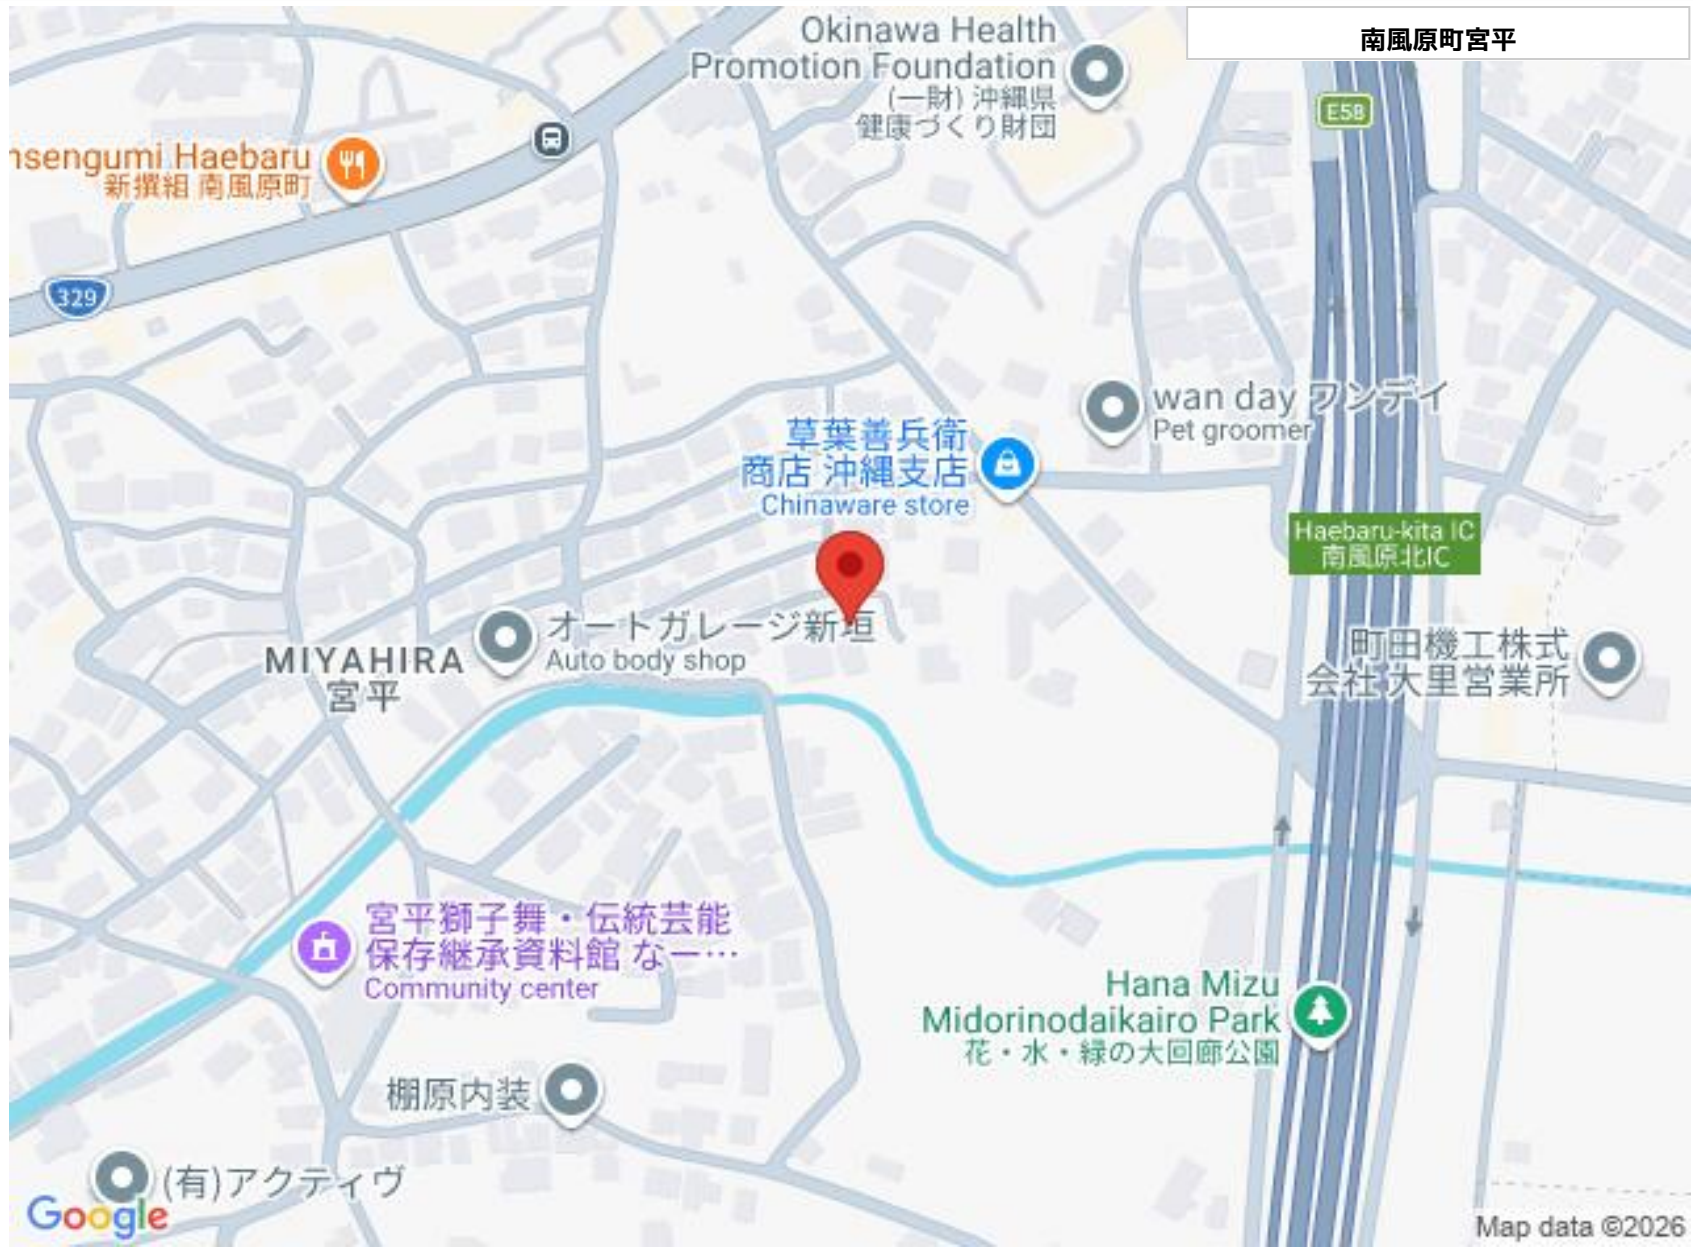 南風原町宮平
Okinawa Health
Promotion Foundation
(一財) 沖縄県
健康づくり財団
E58
nsengumi Haebaru
新撰組 南風原町
329
wan day ワンデイ
Pet groomer
草葉善兵衛
商店 沖縄支店
Chinaware store
Haebaru-kita IC
南風原北IC
オートガレージ新垣
Auto body shop
MIYAHIRA
宮平
町田機工株式
会社 大里営業所
宮平獅子舞・伝統芸能
保存継承資料館 なー…
Community center
Hana Mizu
Midorinodaikairo Park
花・水・緑の大回廊公園
棚原内装
(有)アクティヴ
Google
Map data ©2026